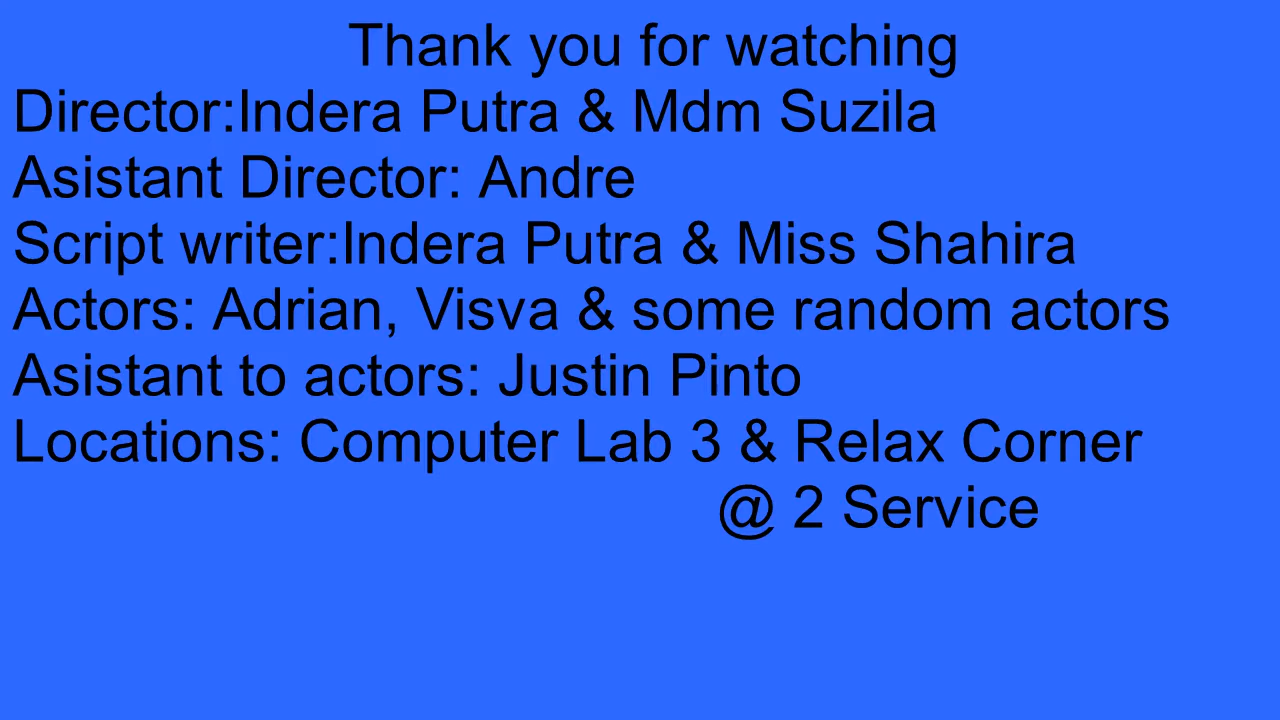 Thank you for watching
Director:Indera Putra & Mdm Suzila
Asistant Director: Andre
Script writer:Indera Putra & Miss Shahira
Actors: Adrian, Visva & some random actors
Asistant to actors: Justin Pinto
Locations: Computer Lab 3 & Relax Corner
@ 2 Service